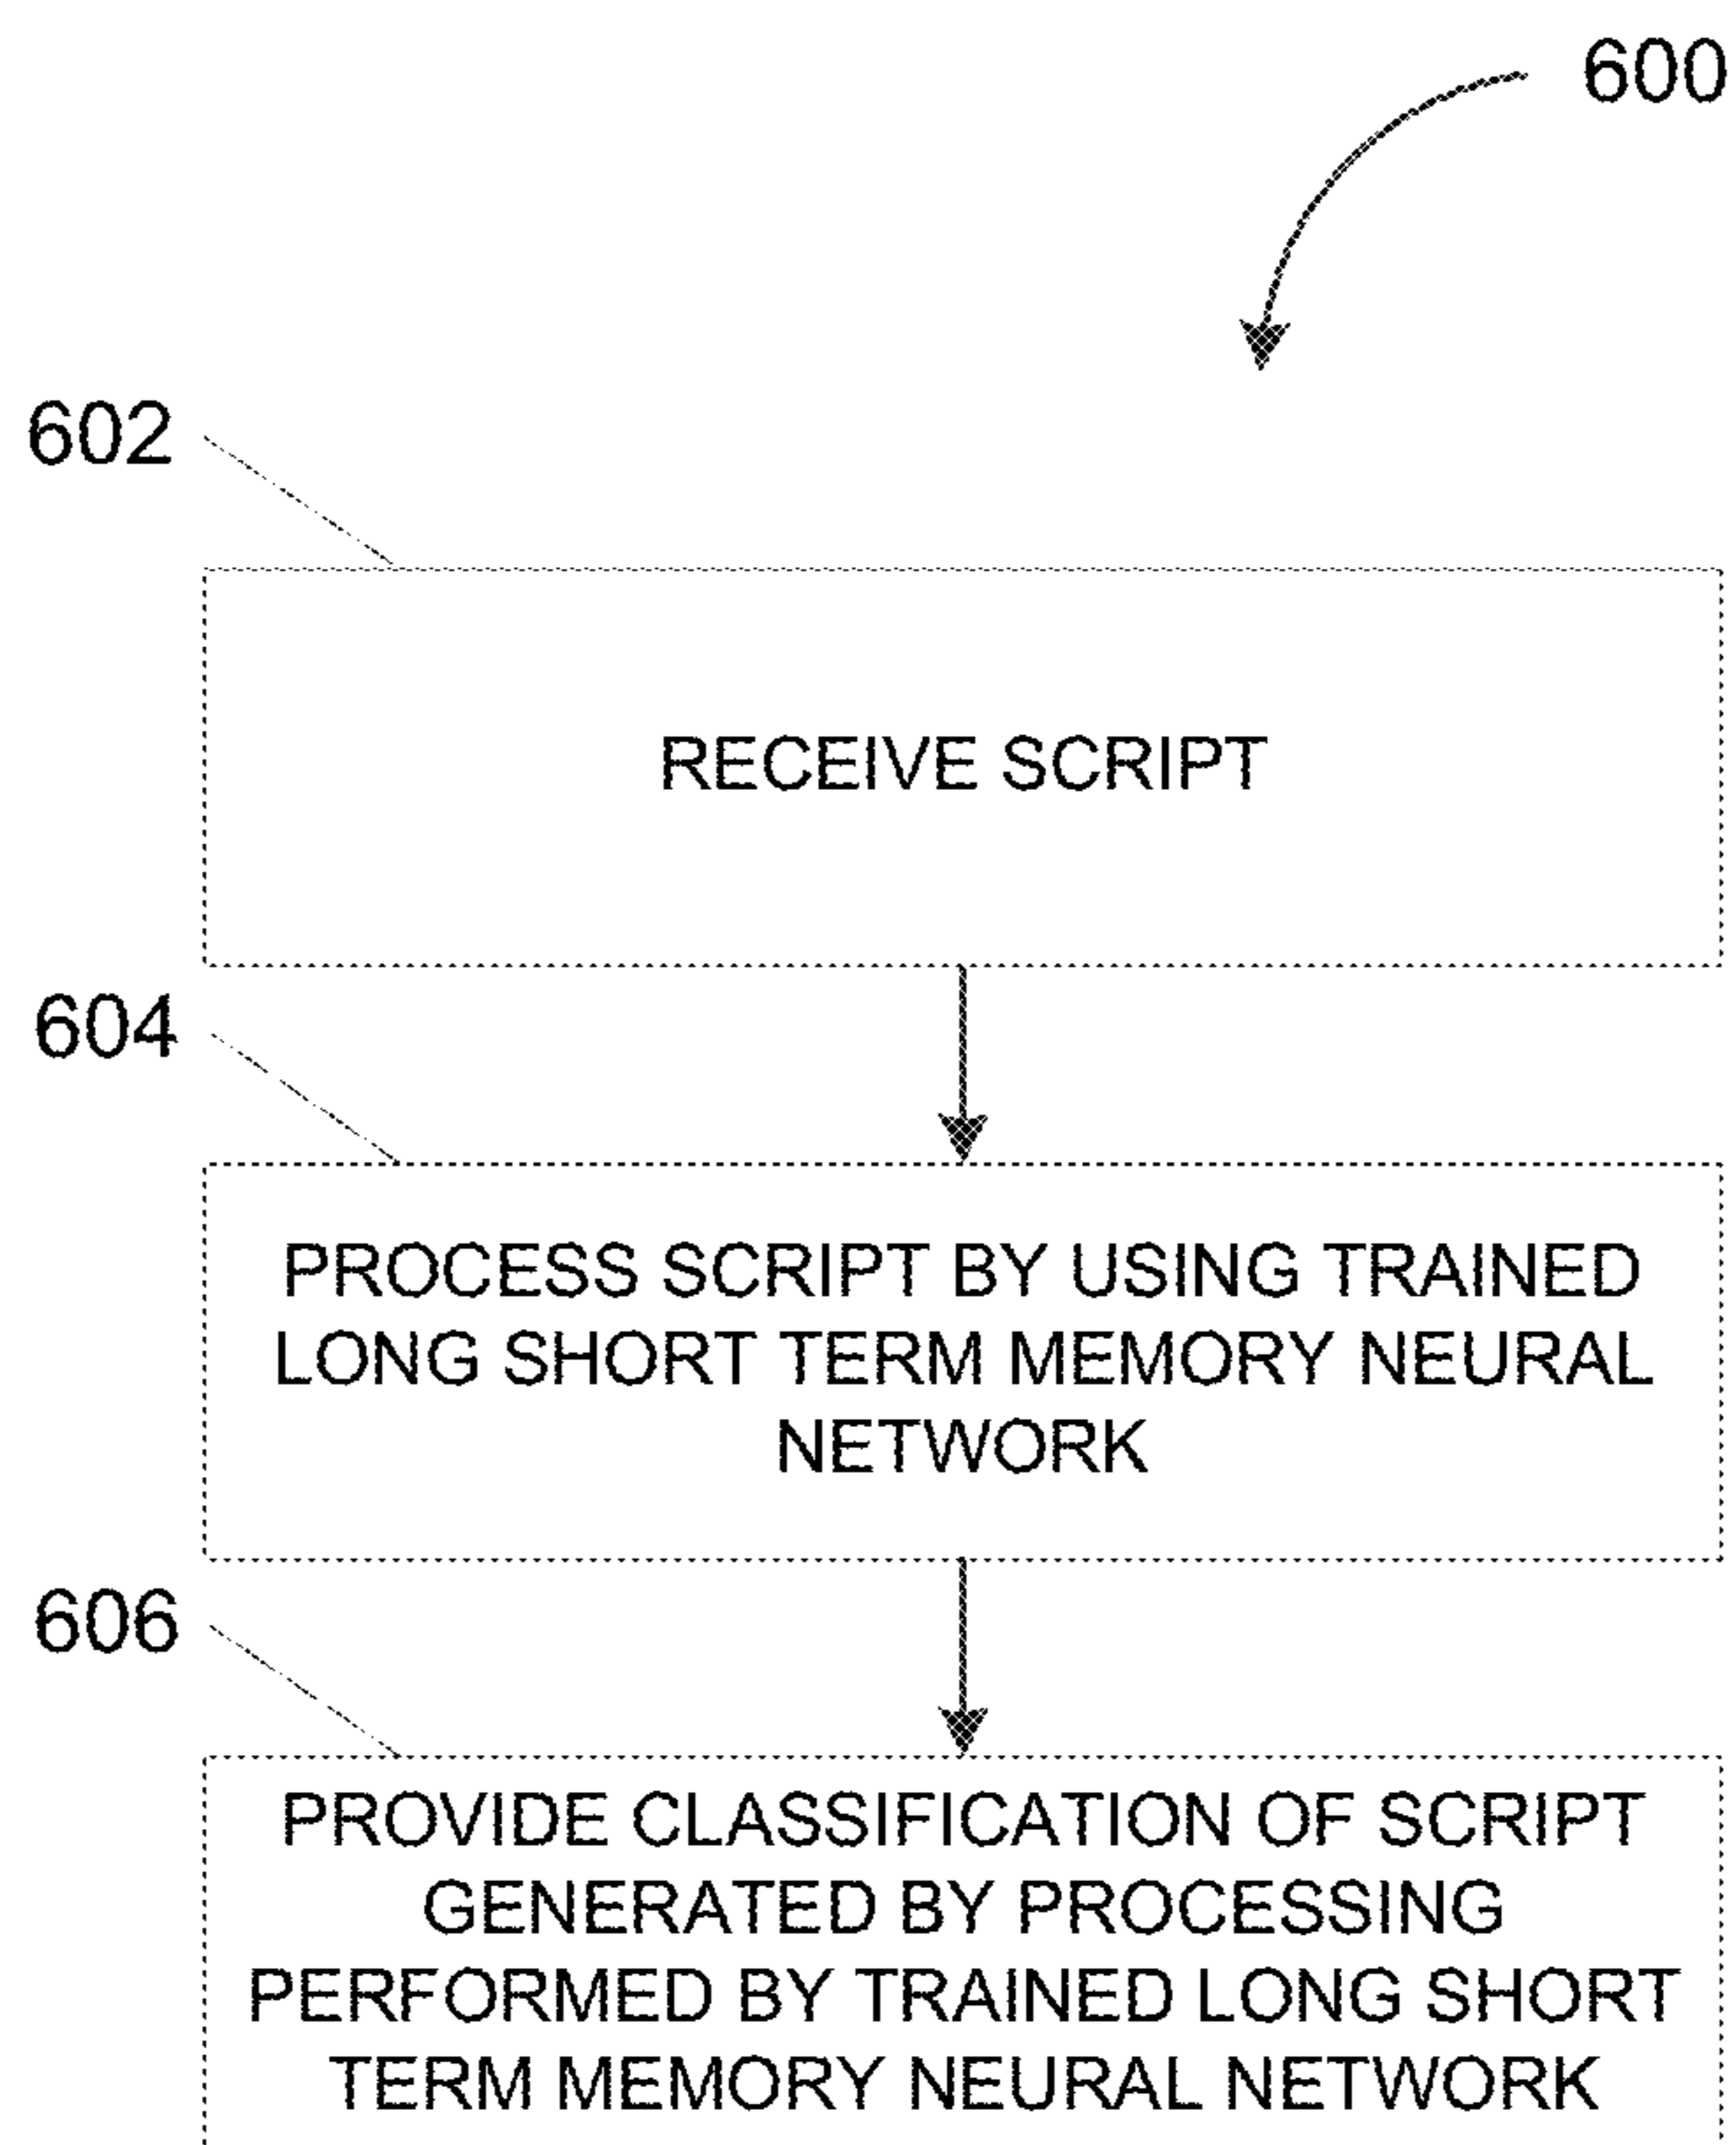 600
602
RECEIVE SCRIPT
604
PROCESS SCRIPT BY USING TRAINED
LONG SHORT TERM MEMORY NEURAL
NETWORK
606
PROVIDE CLASSIFICATION OF SCRIPT
GENERATED BY PROCESSING
PERFORMED BY TRAINED LONG SHORT
TERM MEMORY NEURAL NETWORK